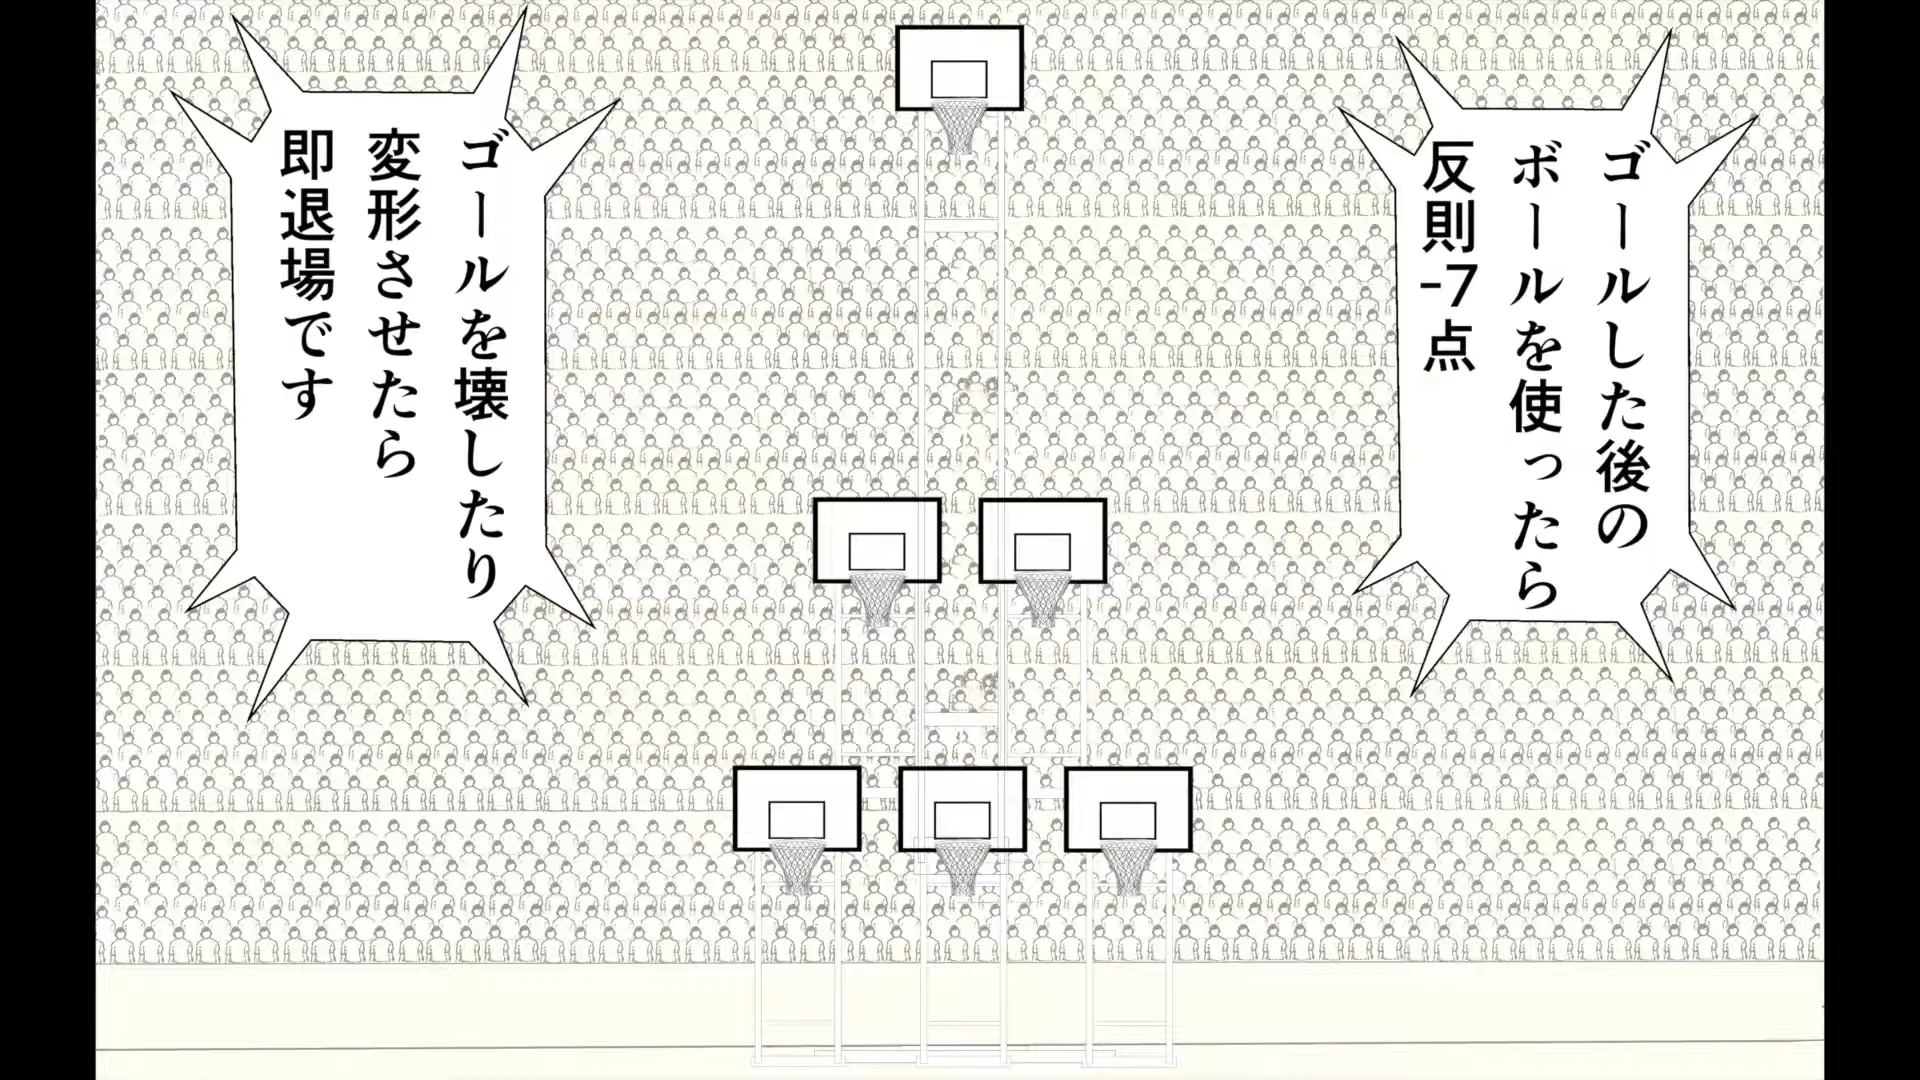 ゴールした後の
ボールを使ったら
反則-7点
ゴールを壊したり
変形させたら
即退場です